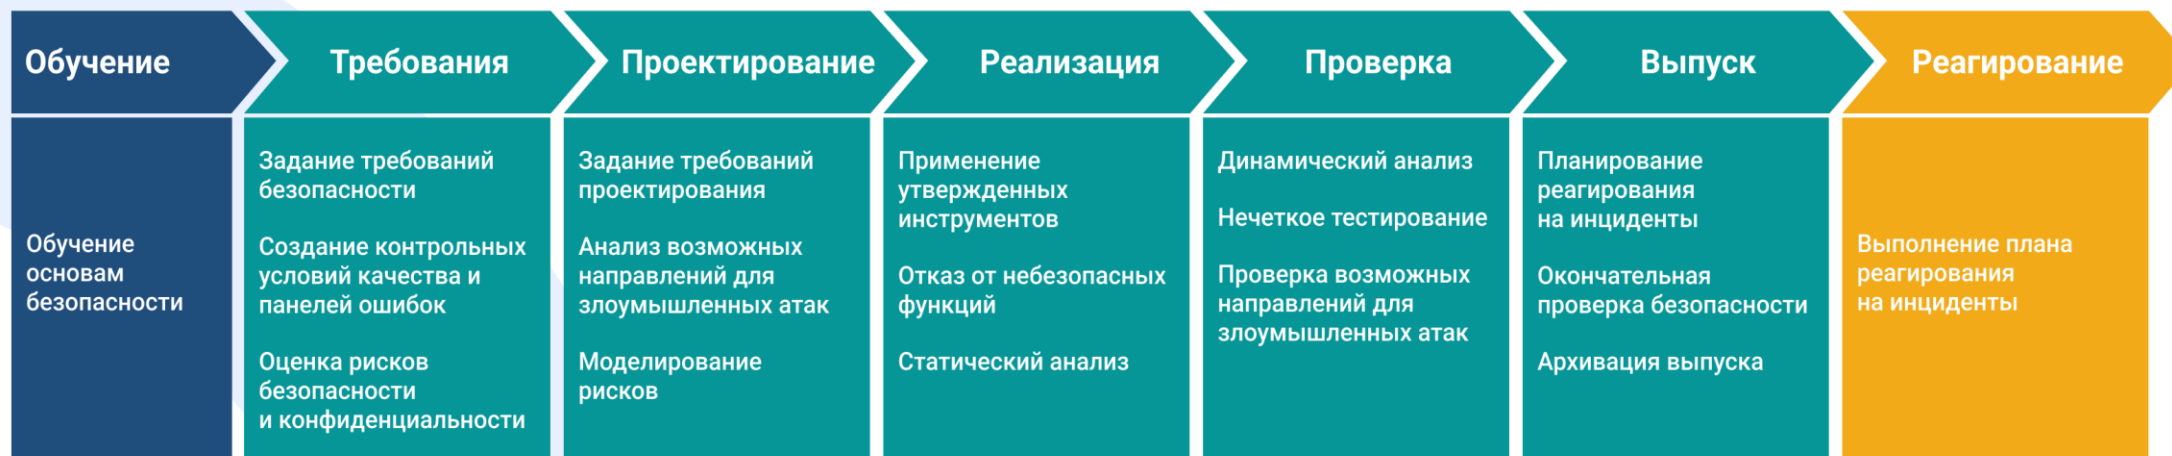 Обучение
Требования
Проектирование
Реализация
Проверка
Выпуск
Реагирование
Обучение
основам
безопасности
Задание требований
безопасности
Создание контрольных
условий качества и
панелей ошибок
Оценка рисков
безопасности
и конфиденциальности
Задание требований
проектирования
Анализ возможных
направлений для
злоумышленных атак
Моделирование
рисков
Применение
утвержденных
инструментов
Отказ от небезопасных
функций
Статический анализ
Динамический анализ
Нечеткое тестирование
Проверка возможных
направлений для
злоумышленных атак
Планирование
реагирования
на инциденты
Окончательная
проверка безопасности
Архивация выпуска
Выполнение плана
реагирования
на инциденты